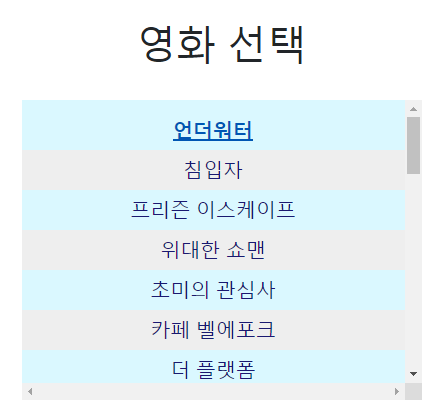 영화 선택
언더워터
침입자
프리즌 이스케이프
위대한 쇼맨
초미의 관심사
카페 벨에포크
더 플랫폼